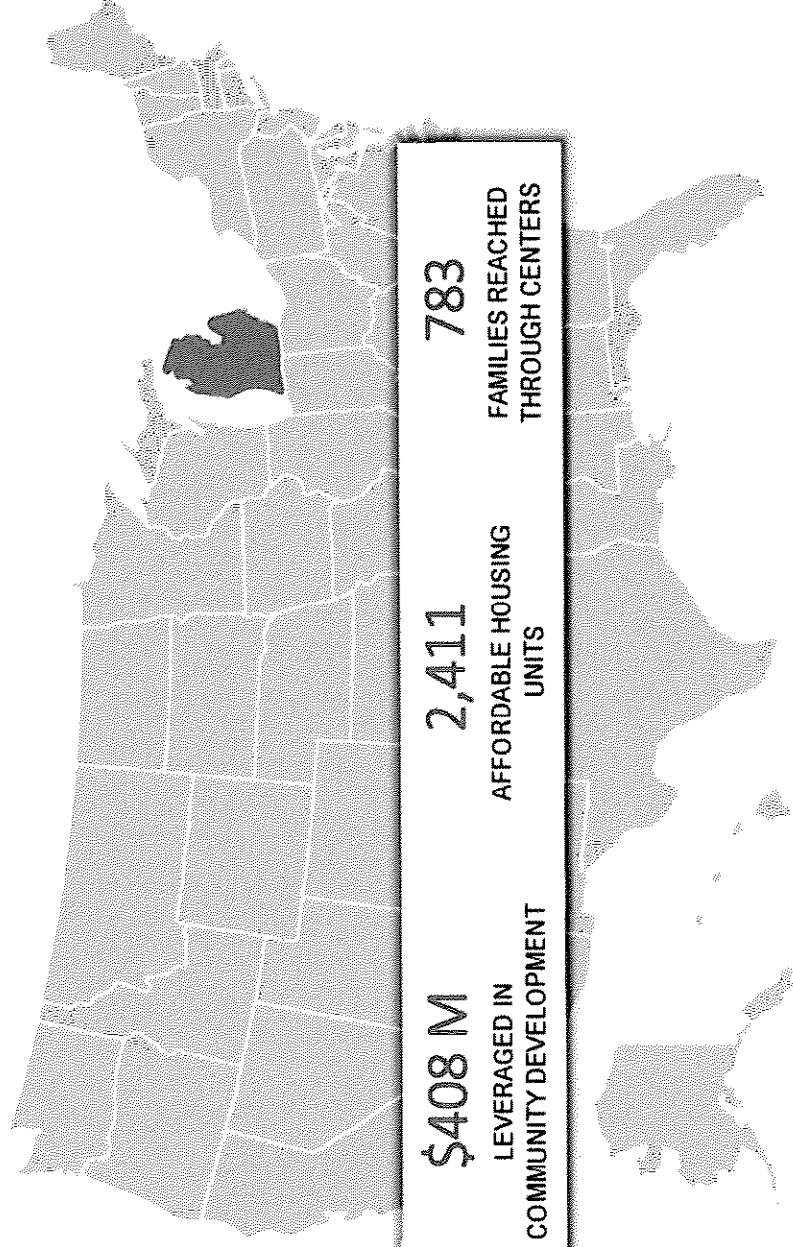 $408 M
LEVERAGED IN
COMMUNITY DEVELOPMENT
2,411
AFFORDABLE HOUSING
UNITS
783
FAMILIES REACHED
THROUGH CENTERS